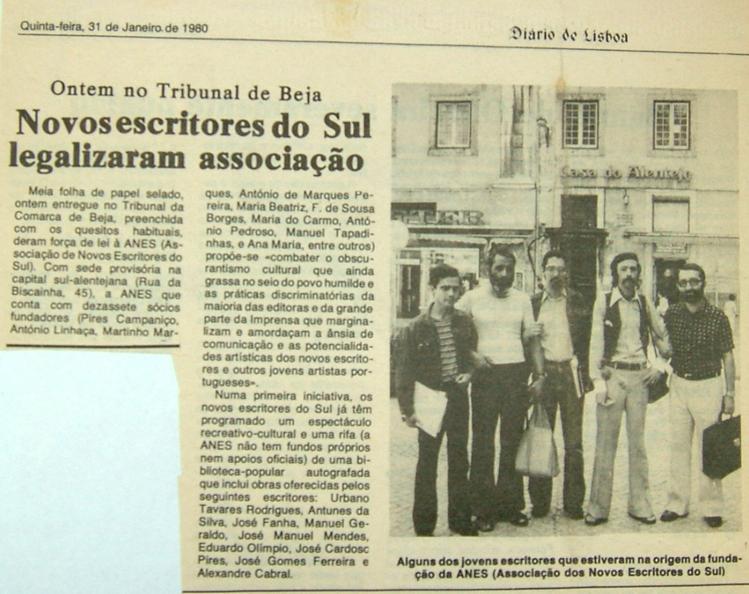 Quinta-feira, 31 de Janeiro de 1980
Diário de Lisboa
Ontem no Tribunal de Beja
Novos escritores do Sul
legalizaram associação
Meia folha de papel selado,
ontem entregue no Tribunal da
Comarca de Beja, preenchida
com os quesitos habituais,
deram força de lei à ANES (As-
sociação de Novos Escritores do
Sul). Com sede provisória na
capital sul-alentejana (Rua da
Biscainha, 45), a ANES que
conta com dezassete sócios
fundadores (Pires Campaniço,
António Linhaça, Martinho Mar-
ques, António de Marques Pe-
reira, Maria Beatriz, F. de Sousa
Borges, Maria do Carmo, Antó-
nio Pedroso, Manuel Tapadi-
nhas, e Ana Maria, entre outros)
propõe-se «combater o obscu-
rantismo cultural que ainda
grassa no seio do povo humilde e
as práticas discriminatórias da
maioria das editoras e da grande
parte da Imprensa que margina-
lizam e amordaçam a ânsia de
comunicação e as potencialida-
des artísticas dos novos escrito-
res e outros jovens artistas por-
tugueses».
Numa primeira iniciativa, os
novos escritores do Sul já têm
programado um espectáculo
recreativo-cultural e uma rifa (a
ANES não tem fundos próprios
nem apoios oficiais) de uma bi-
blioteca-popular autografada
que inclui obras oferecidas pelos
seguintes escritores: Urbano
Tavares Rodrigues, Antunes da
Silva, José Fanha, Manuel Ge-
raldo, José Manuel Mendes,
Eduardo Olímpio, José Cardoso
Pires, José Gomes Ferreira e
Alexandre Cabral.
Casa do Alentejo
Alguns dos jovens escritores que estiveram na origem da funda-
ção da ANES (Associação dos Novos Escritores do Sul)